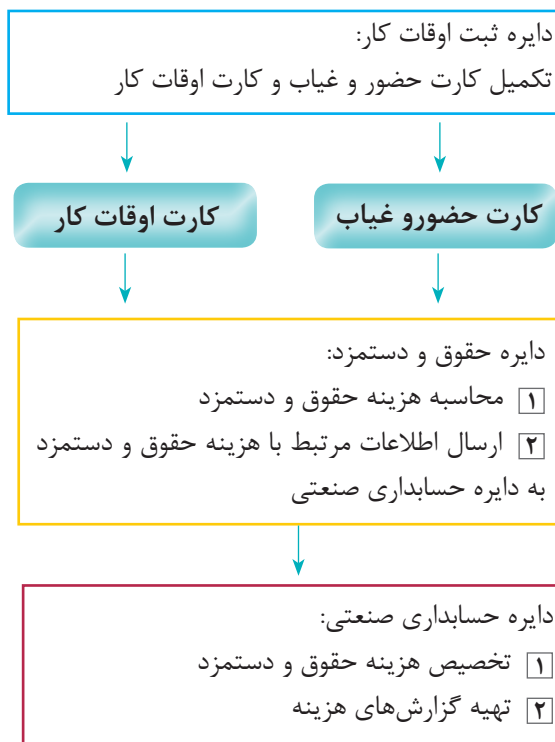 دایره ثبت اوقات کار:
تکمیل کارت حضور و غیاب و کارت اوقات کار
کارت حضورو غیاب
کارت اوقات کار
دایره حقوق و دستمزد:
۱ محاسبه هزینه حقوق و دستمزد
۲ ارسال اطلاعات مرتبط با هزینه حقوق و دستمزد
به دایره حسابداری صنعتی
دایره حسابداری صنعتی:
۱ تخصیص هزینه حقوق و دستمزد
۲ تهیه گزارش‌های هزینه